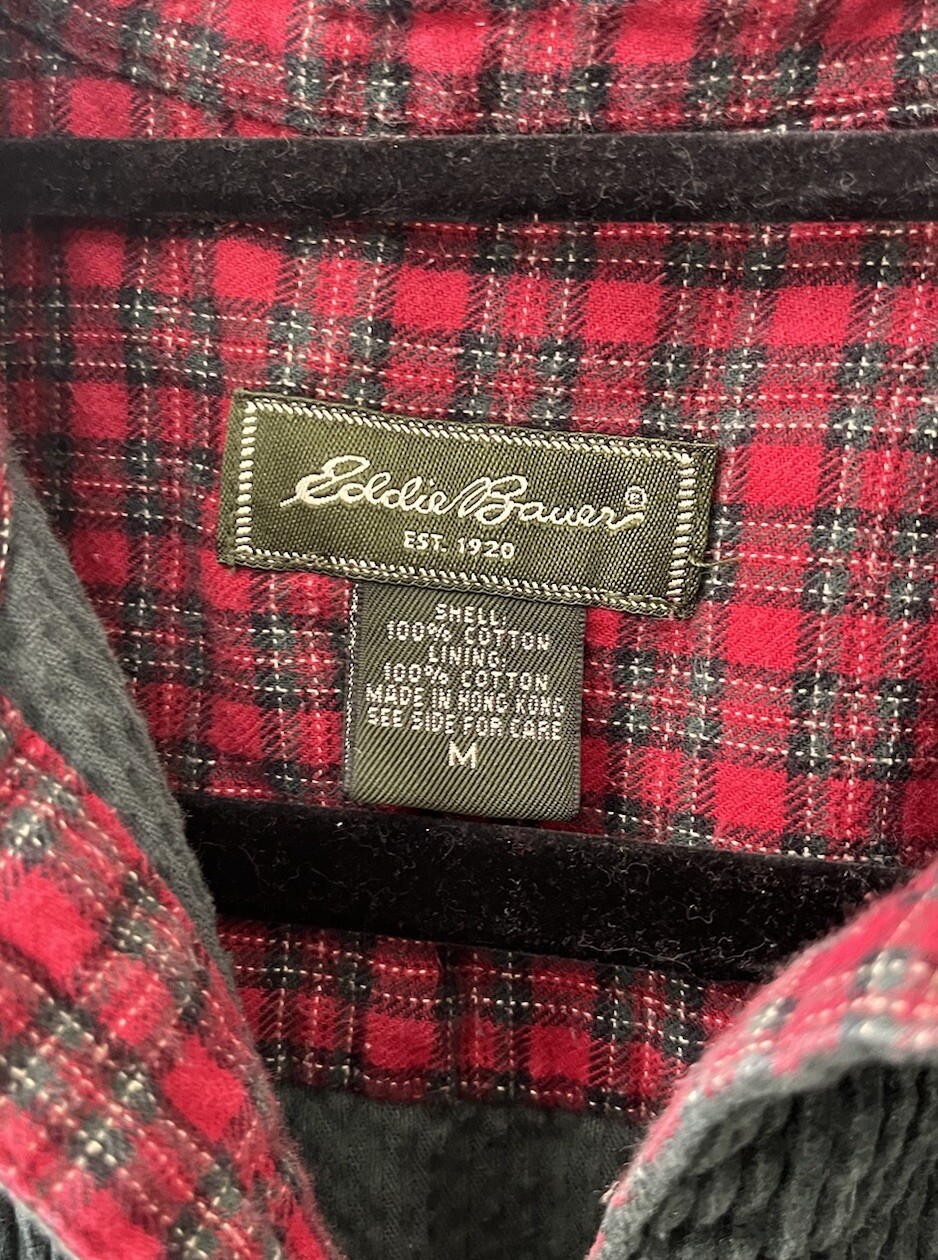 Eddie Bauer®
EST. 1920
SHELL:
100% COTTON
LINING:
100% COTTON
MADE IN HONG KONG
SEE SIDE FOR CARE
M